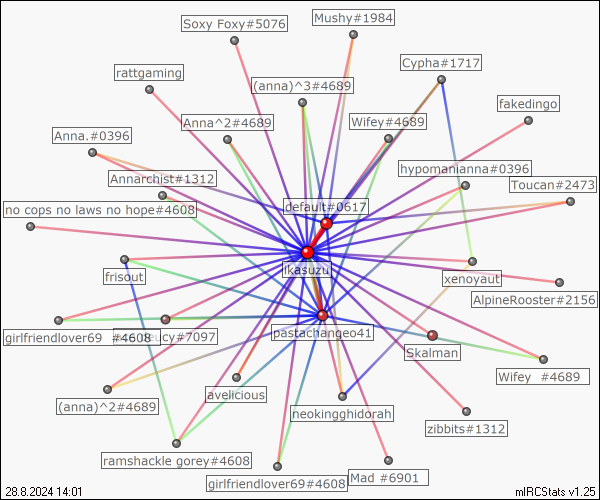 Soxy Foxy#5076
Mushy#1984
rattgaming
(anna)^3#4689
Cypha#1717
fakedingo
Anna^2#4689
Wifey#4689
Anna.#0396
Annarchist#1312
hypomanianna#0396
Toucan#2473
no cops no laws no hope#4608
default#0617
ikasuzu
frisout
xenoyaut
AlpineRooster#2156
girlfriendlover69 #4608
ucy#7097
pastachangeo41
Skalman
Wifey #4689
(anna)^2#4689
avelicious
neokingghidorah
zibbits#1312
ramshackle gorey#4608
girlfriendlover69#4608
Mad #6901
28.8.2024 14:01
mIRCStats v1.25